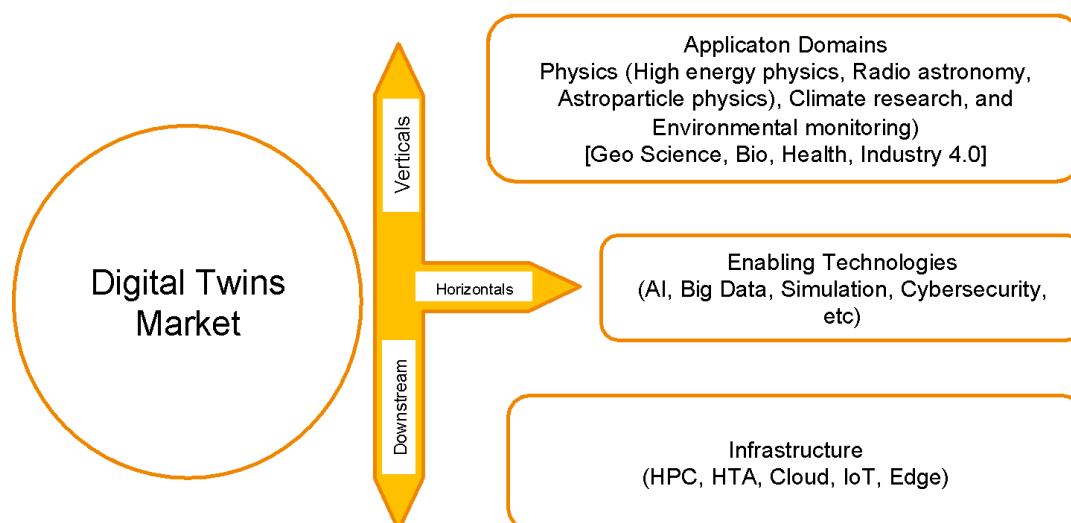 Digital Twins
Market
Verticals
Horizontals
Downstream
Applicaton Domains
Physics (High energy physics, Radio astronomy,
Astroparticle physics), Climate research, and
Environmental monitoring)
[Geo Science, Bio, Health, Industry 4.0]
Enabling Technologies
(AI, Big Data, Simulation, Cybersecurity,
etc)
Infrastructure
(HPC, HTA, Cloud, IoT, Edge)